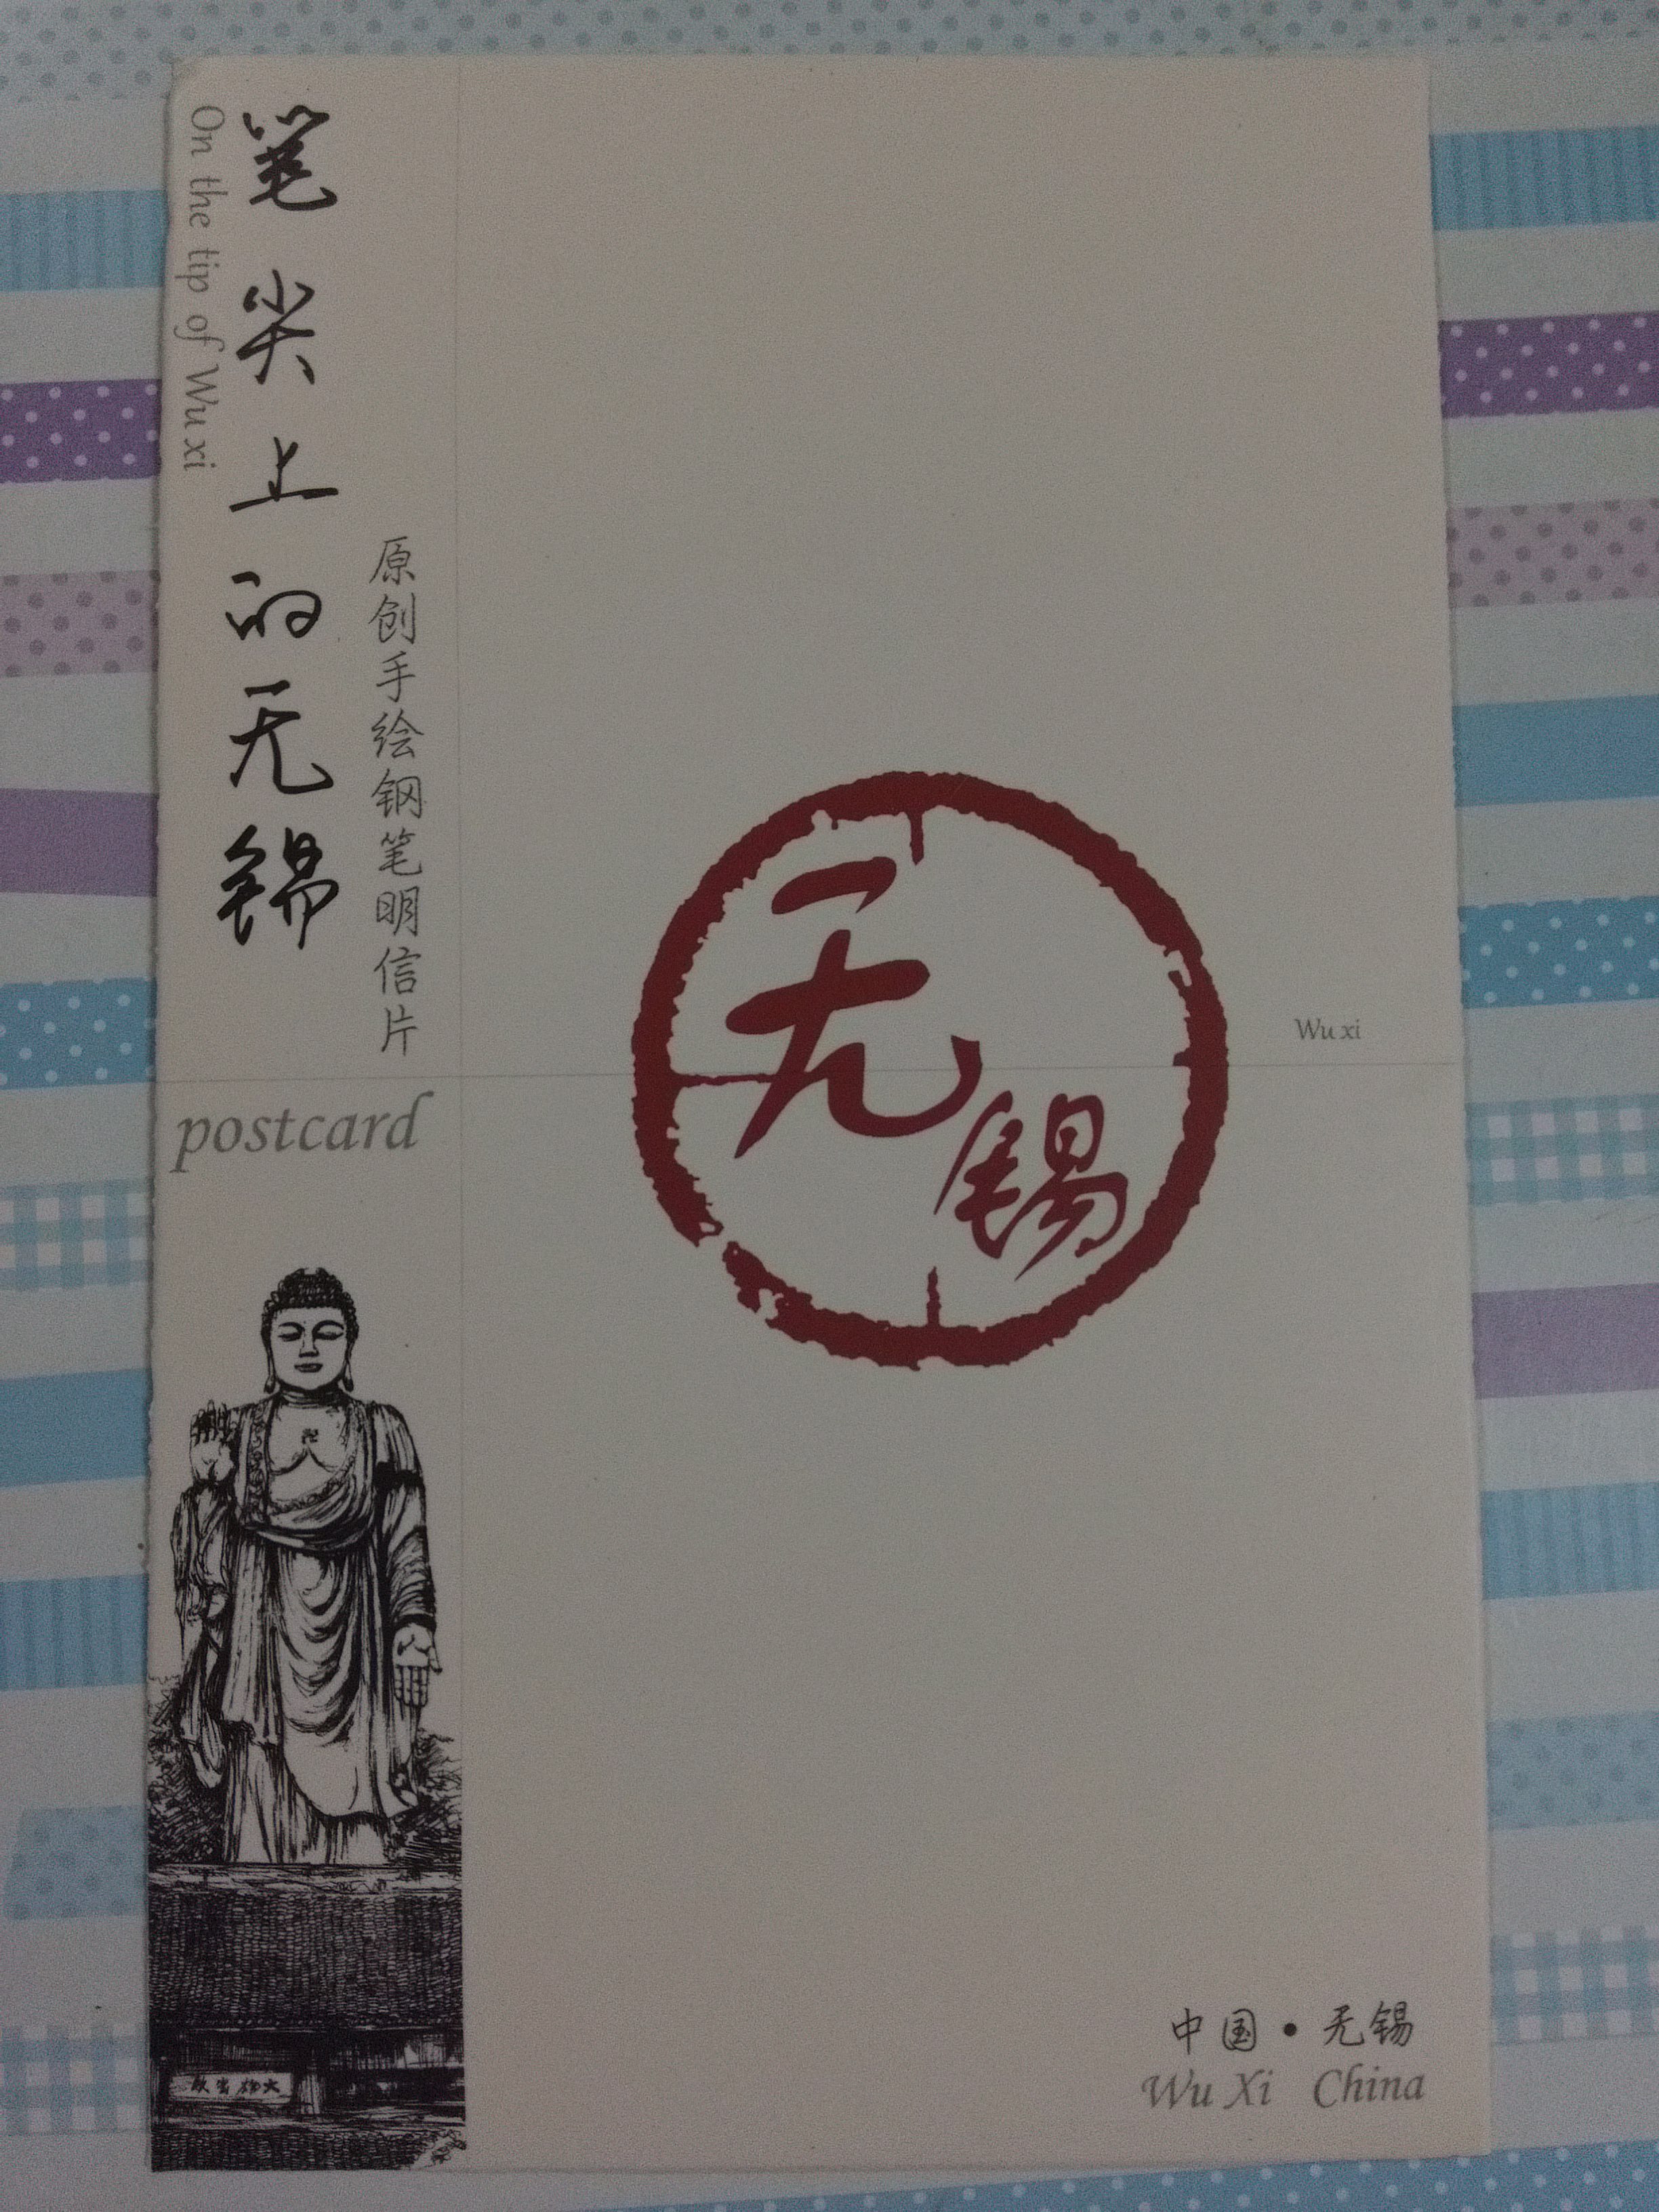 笔尖上的无锡
On the tip of Wu xi
原创手绘钢笔明信片
postcard
无锡
Wu xi
中国·无锡
Wu Xi China